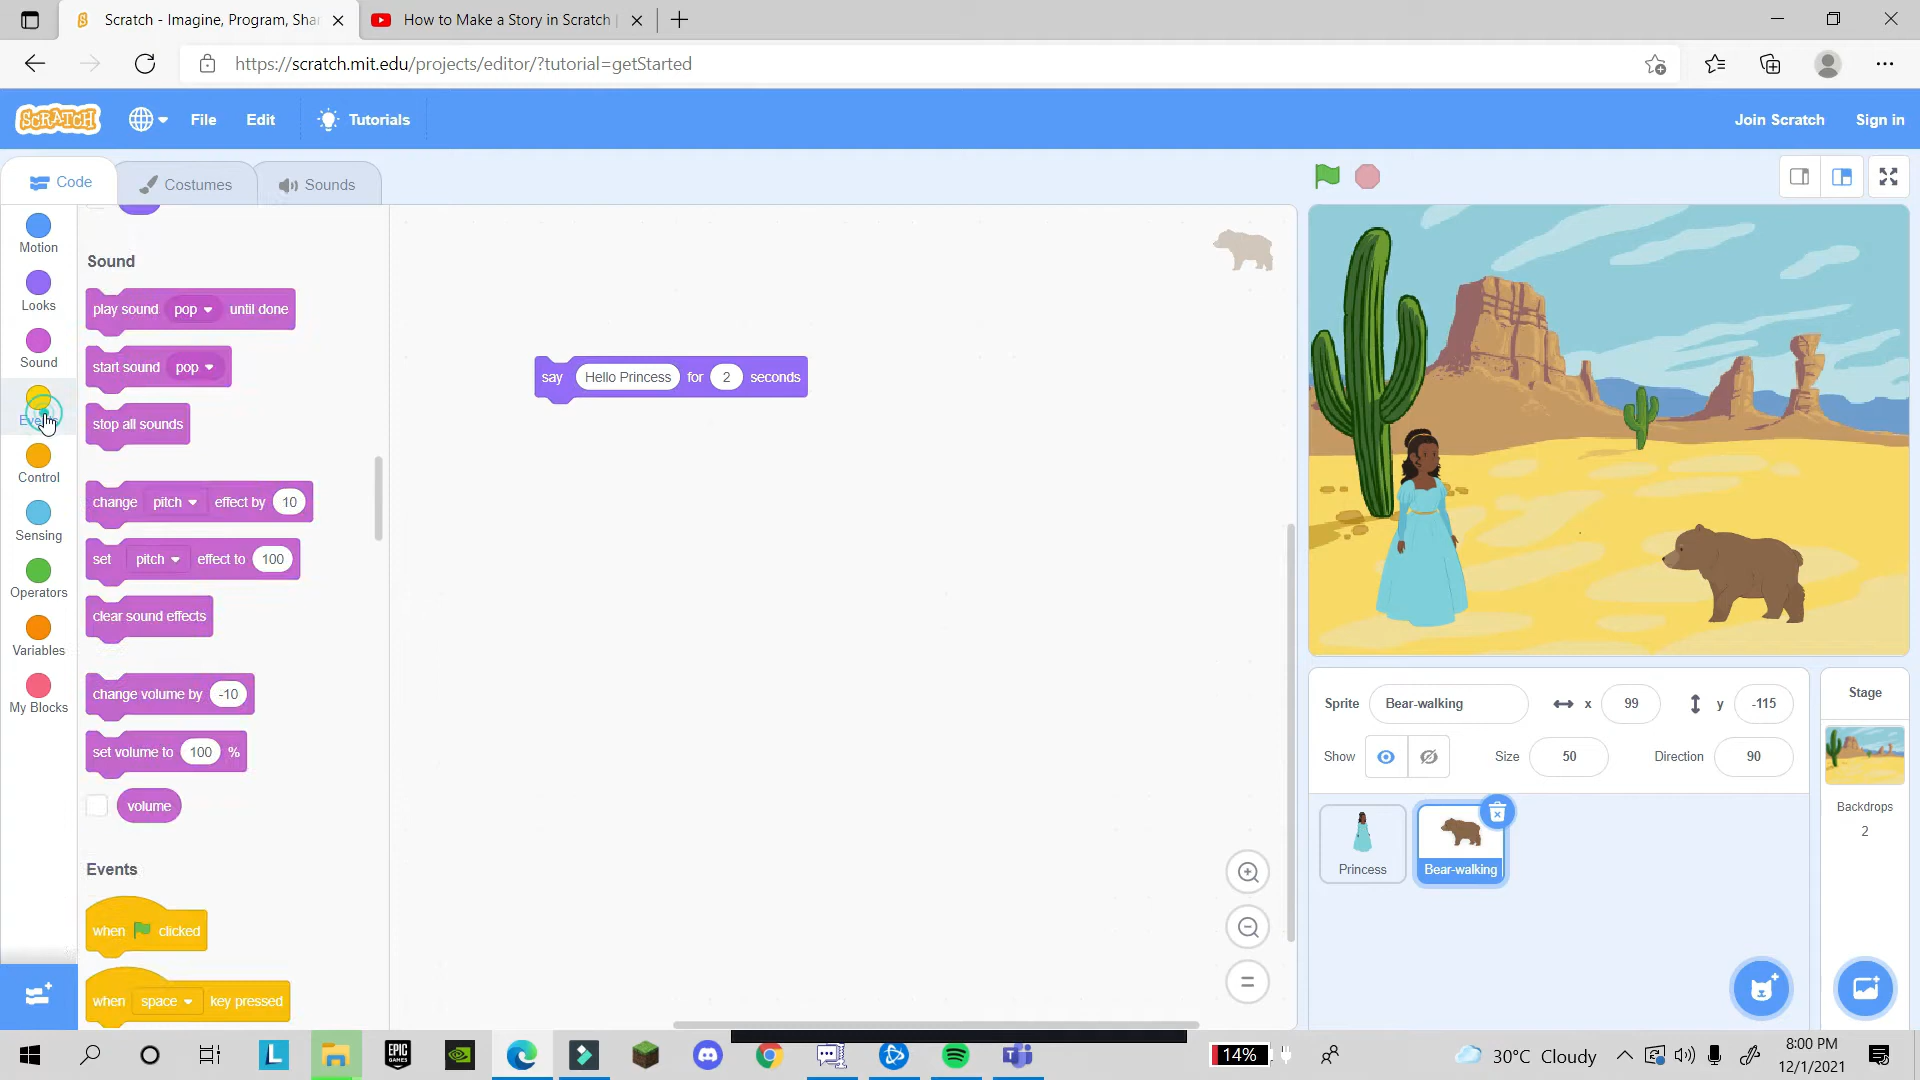 Scratch - Imagine, Program, Sha
How to Make a Story in Scratch |
https://scratch.mit.edu/projects/editor/?tutorial=getStarted
SCRATCH
File
Edit
Tutorials
Join Scratch
Sign in
Code
Costumes
Sounds
Motion
Looks
Sound
Control
Sensing
Operators
Variables
My Blocks
Sound
play sound pop until done
start sound pop
stop all sounds
change pitch effect by 10
set pitch effect to 100
clear sound effects
change volume by -10
set volume to 100 %
volume
Events
when clicked
when space key pressed
say Hello Princess for 2 seconds
Sprite Bear-walking x 99 y -115
Show Size 50 Direction 90
Princess
Bear-walking
Stage
Backdrops
2
L
EPIC
GAMES
14%
30°C Cloudy
8:00 PM
12/1/2021